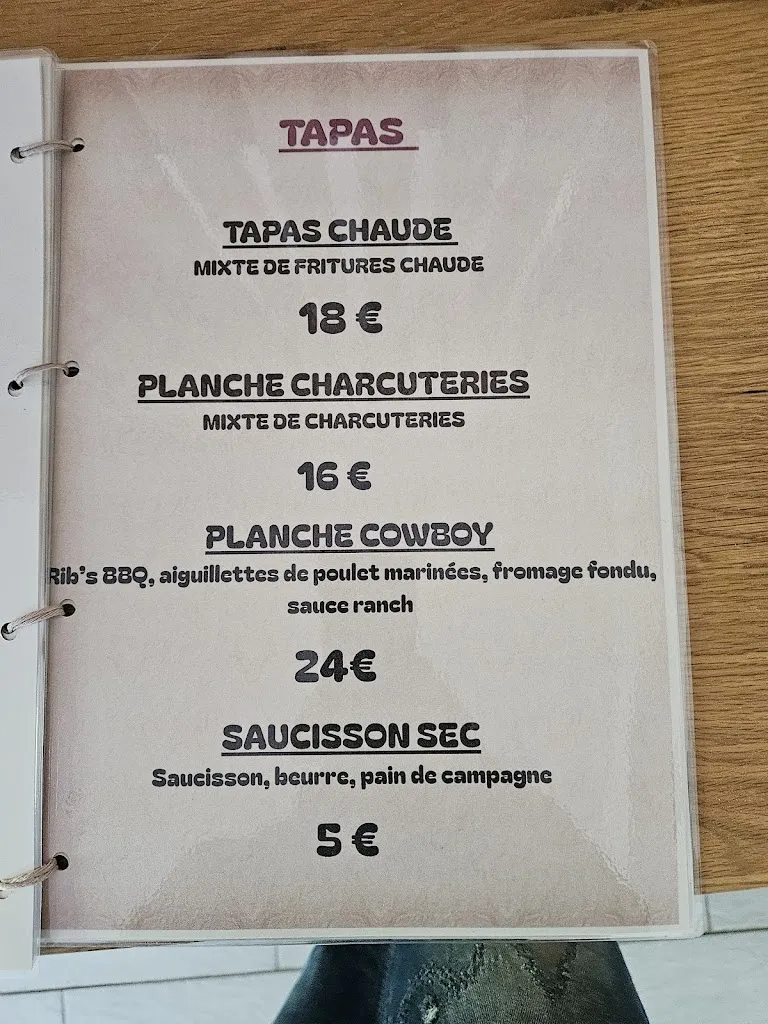 TAPAS
TAPAS CHAUDE
MIXTE DE FRITURES CHAUDE
18 €
PLANCHE CHARCUTERIES
MIXTE DE CHARCUTERIES
16 €
PLANCHE COWBOY
Rib's BBQ, aiguillettes de poulet marinées, fromage fondu,
sauce ranch
24€
SAUCISSON SEC
Saucisson, beurre, pain de campagne
5 €